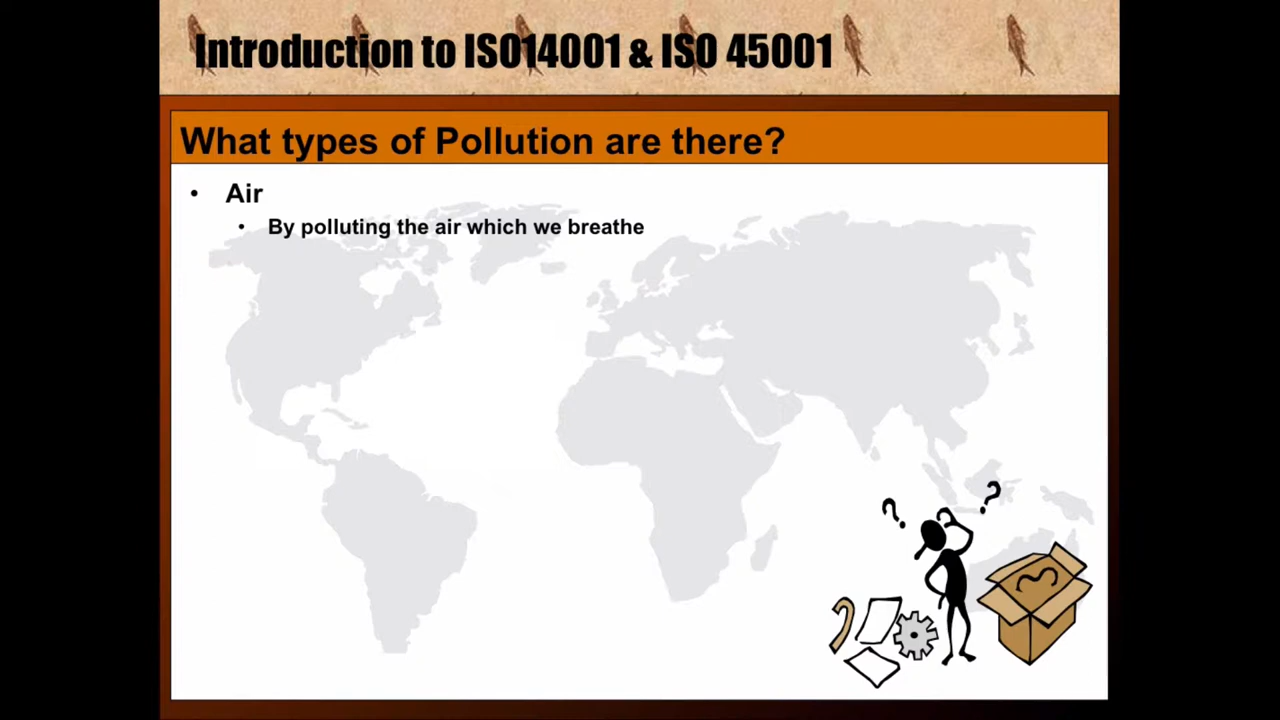 Introduction to ISO14001 & ISO 45001
What types of Pollution are there?
• Air
• By polluting the air which we breathe
? ?